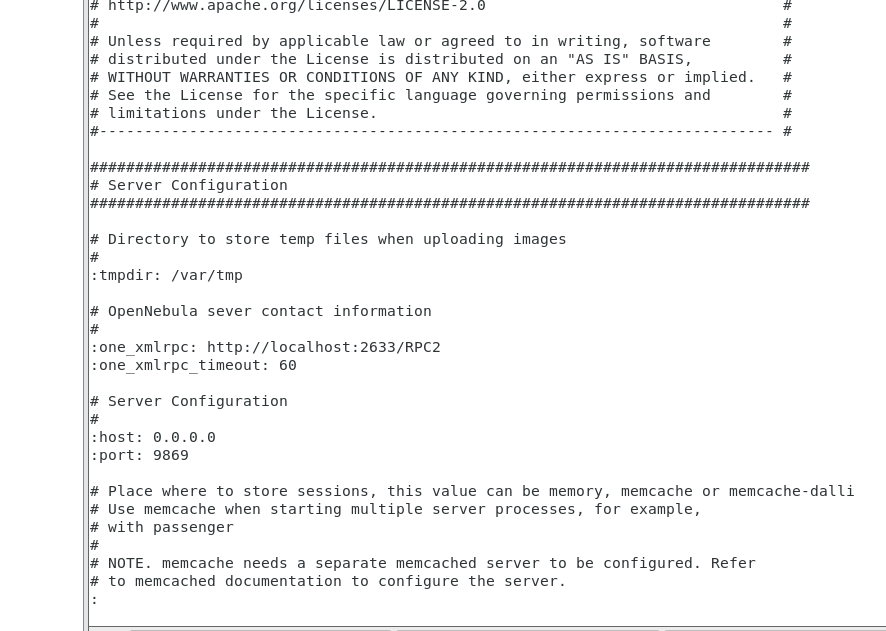 # http://www.apache.org/licenses/LICENSE-2.0 #
# #
# Unless required by applicable law or agreed to in writing, software #
# distributed under the License is distributed on an "AS IS" BASIS, #
# WITHOUT WARRANTIES OR CONDITIONS OF ANY KIND, either express or implied. #
# See the License for the specific language governing permissions and #
# limitations under the License. #
#--------------------------------------------------------------------------- #
################################################################################
# Server Configuration
################################################################################
# Directory to store temp files when uploading images
#
:tmpdir: /var/tmp
# OpenNebula sever contact information
#
:one_xmlrpc: http://localhost:2633/RPC2
:one_xmlrpc_timeout: 60
# Server Configuration
#
:host: 0.0.0.0
:port: 9869
# Place where to store sessions, this value can be memory, memcache or memcache-dalli
# Use memcache when starting multiple server processes, for example,
# with passenger
#
# NOTE. memcache needs a separate memcached server to be configured. Refer
# to memcached documentation to configure the server.
: